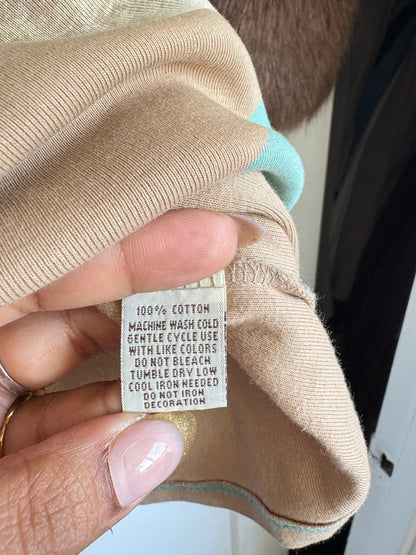 100% COTTON
MACHINE WASH COLD
GENTLE CYCLE USE
WITH LIKE COLORS
DO NOT BLEACH
TUMBLE DRY LOW
COOL IRON NEEDED
DO NOT IRON
DECORATION